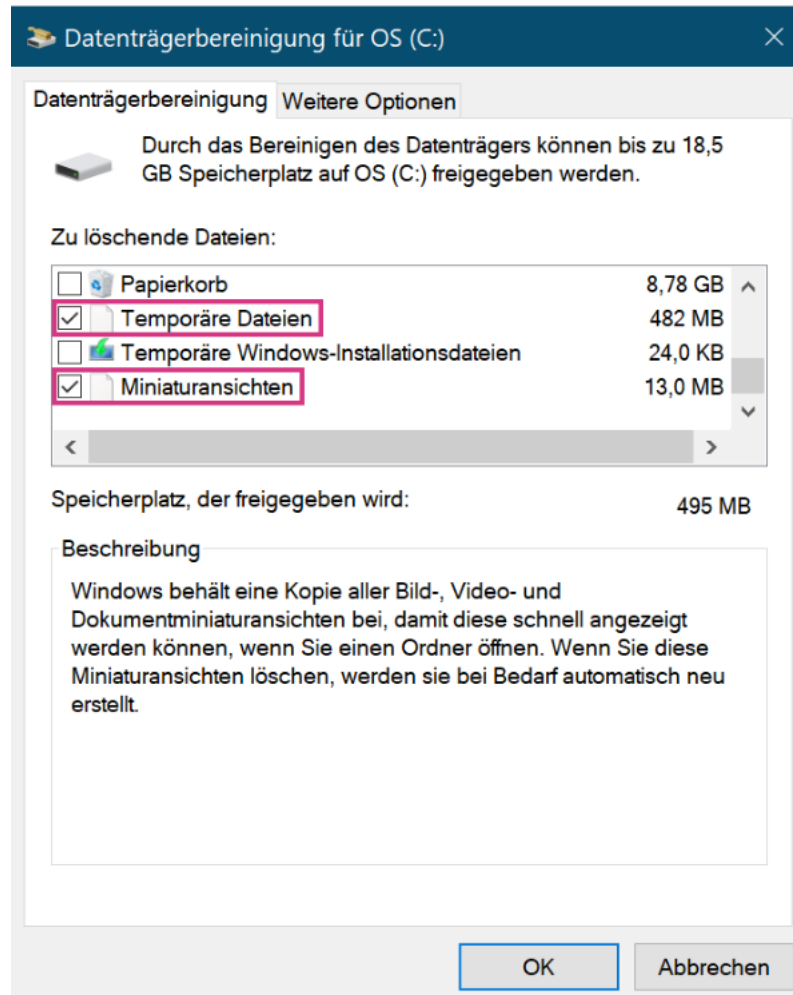 Datenträgerbereinigung für OS (C:)
Datenträgerbereinigung Weitere Optionen
Durch das Bereinigen des Datenträgers können bis zu 18,5
GB Speicherplatz auf OS (C:) freigegeben werden.
Zu löschende Dateien:
Papierkorb 8,78 GB
Temporäre Dateien 482 MB
Temporäre Windows-Installationsdateien 24,0 KB
Miniaturansichten 13,0 MB
Speicherplatz, der freigegeben wird: 495 MB
Beschreibung
Windows behält eine Kopie aller Bild-, Video- und
Dokumentminiaturansichten bei, damit diese schnell angezeigt
werden können, wenn Sie einen Ordner öffnen. Wenn Sie diese
Miniaturansichten löschen, werden sie bei Bedarf automatisch neu
erstellt.
OK Abbrechen